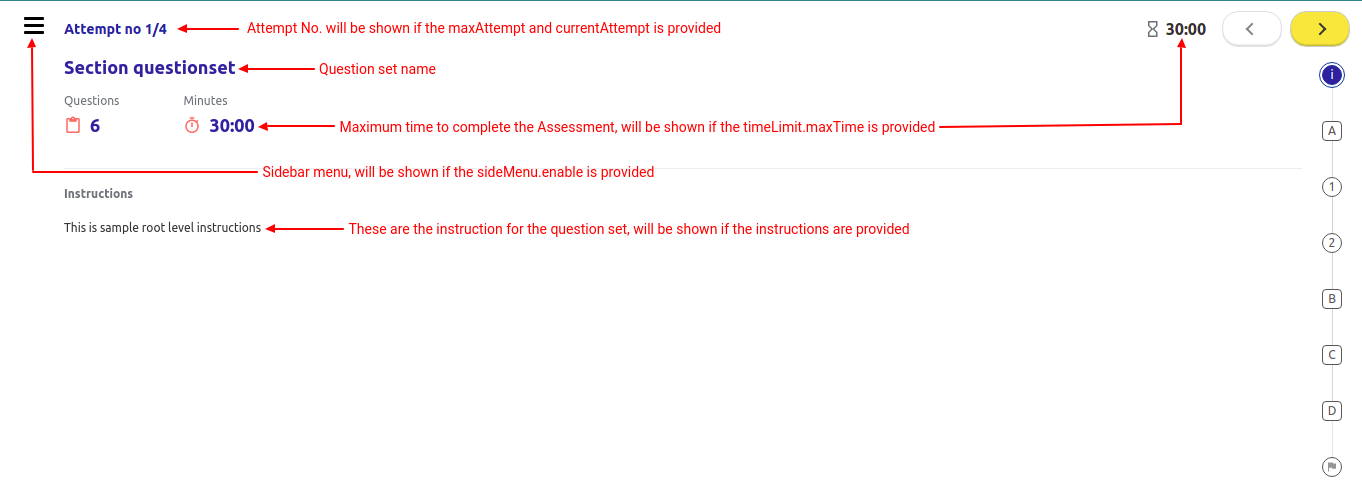 Attempt no 1/4
Attempt No. will be shown if the maxAttempt and currentAttempt is provided
30:00
Section questionset
Question set name
i
Questions
Minutes
6
30:00
Maximum time to complete the Assessment, will be shown if the timeLimit.maxTime is provided
A
Sidebar menu, will be shown if the sideMenu.enable is provided
1
Instructions
This is sample root level instructions
These are the instruction for the question set, will be shown if the instructions are provided
2
B
C
D